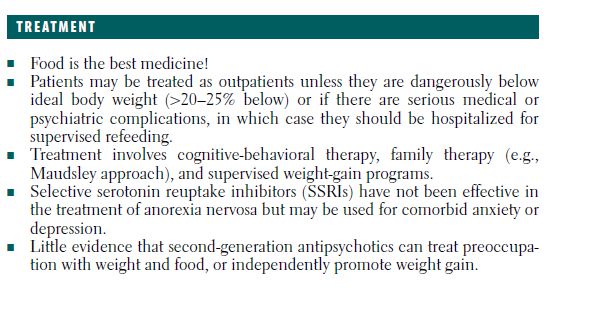 TREATMENT
■ Food is the best medicine!
■ Patients may be treated as outpatients unless they are dangerously below
ideal body weight (>20–25% below) or if there are serious medical or
psychiatric complications, in which case they should be hospitalized for
supervised refeeding.
■ Treatment involves cognitive-behavioral therapy, family therapy (e.g.,
Maudsley approach), and supervised weight-gain programs.
■ Selective serotonin reuptake inhibitors (SSRIs) have not been effective in
the treatment of anorexia nervosa but may be used for comorbid anxiety or
depression.
■ Little evidence that second-generation antipsychotics can treat preoccupa-
tion with weight and food, or independently promote weight gain.